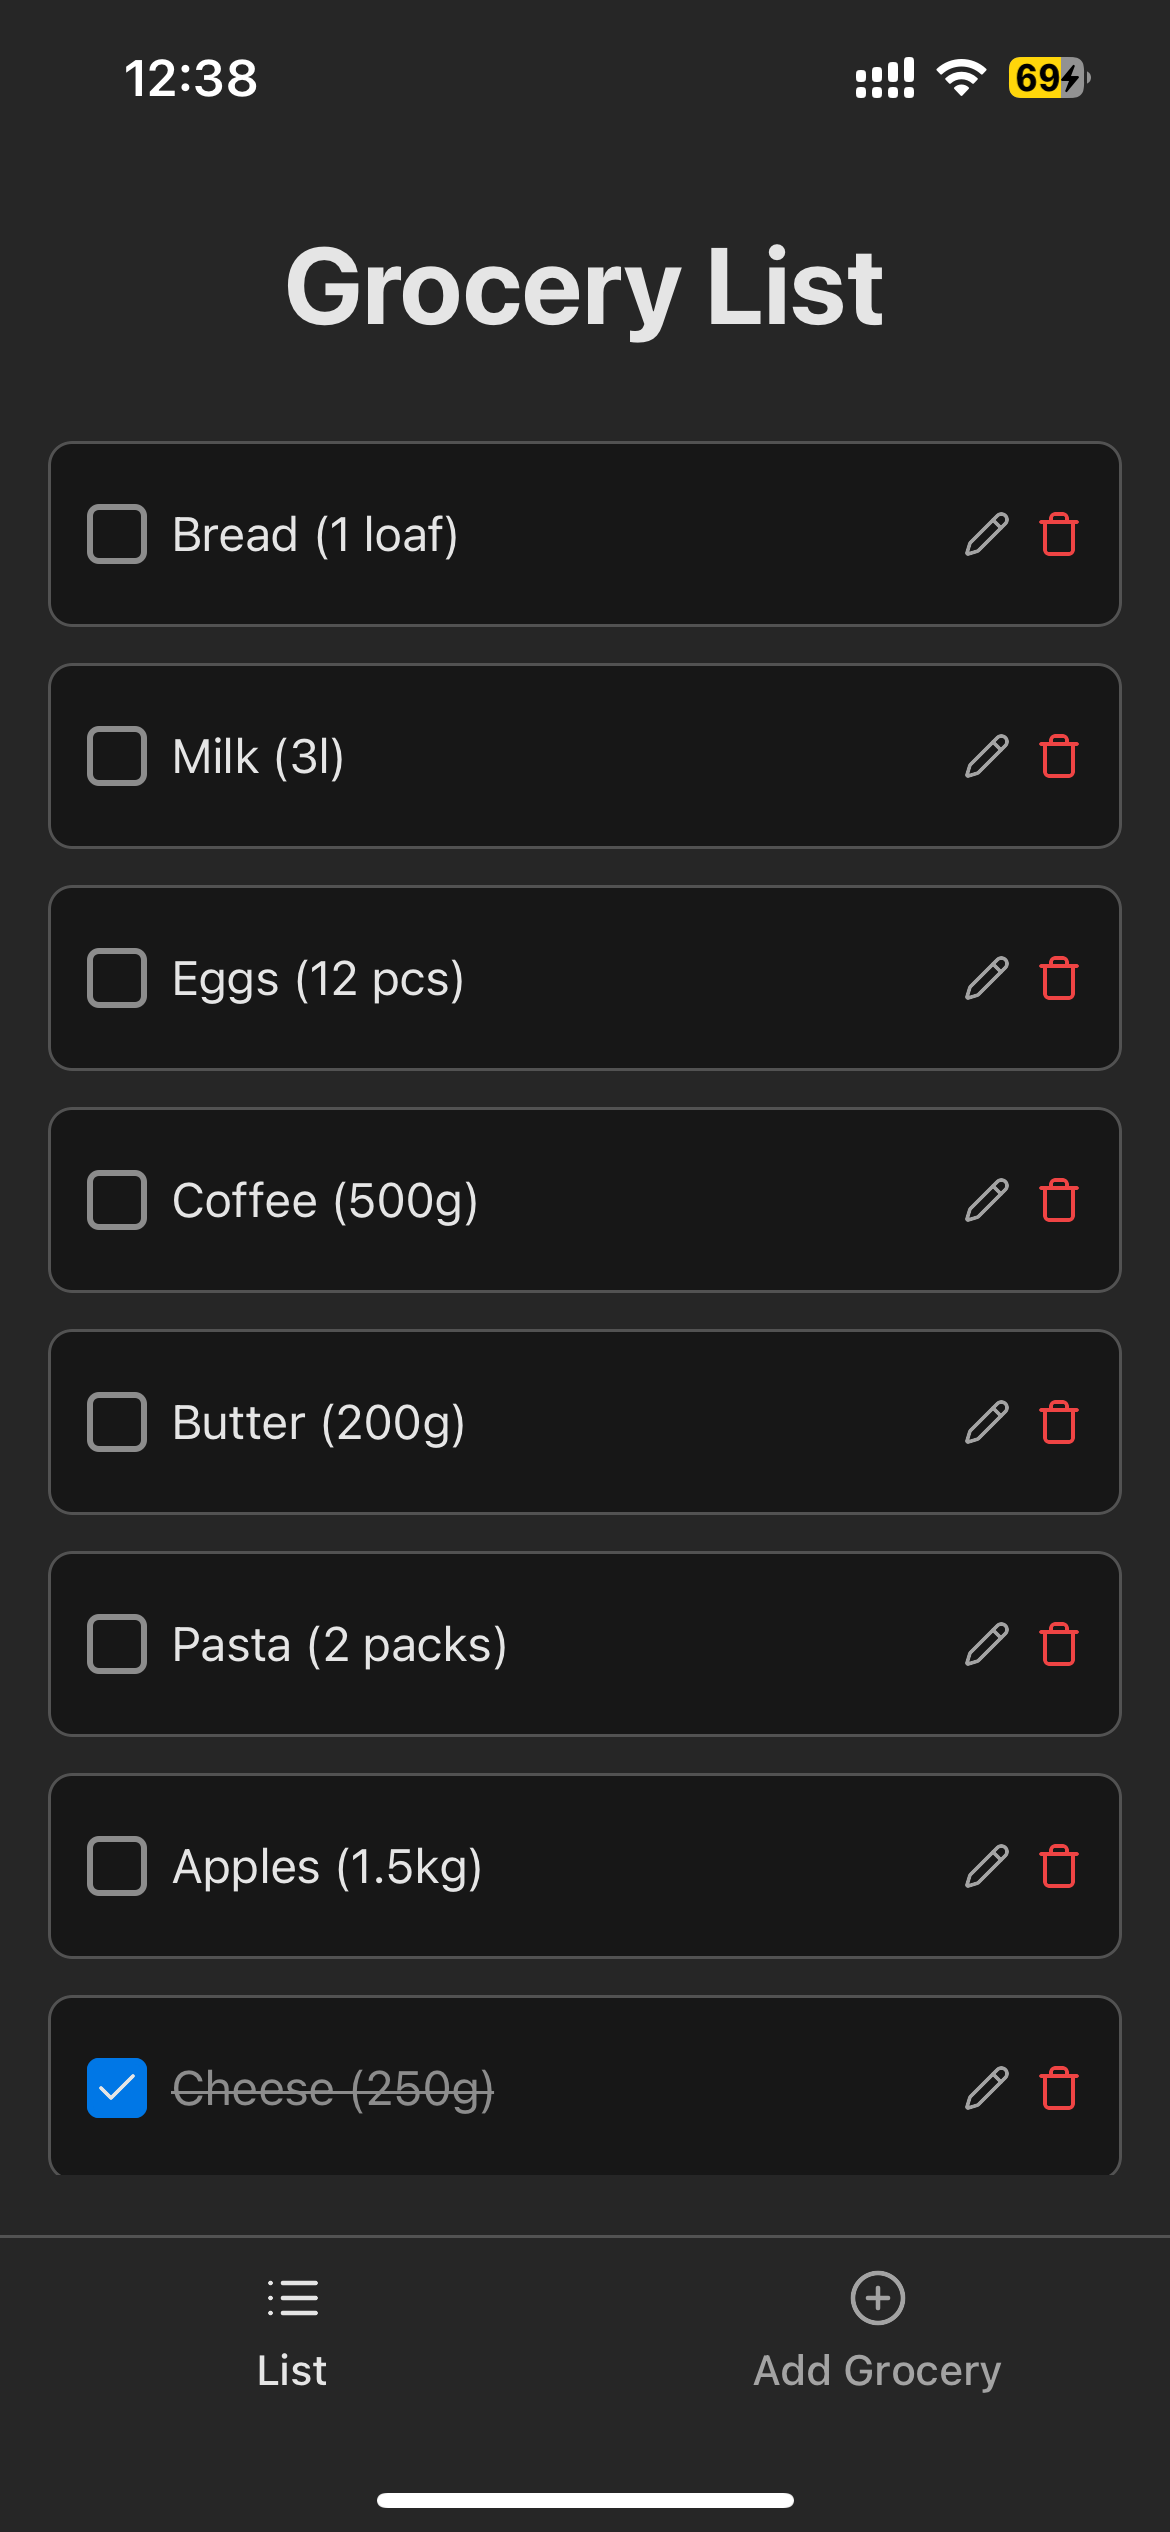 12:38
69
Grocery List
Bread (1 loaf)
Milk (3l)
Eggs (12 pcs)
Coffee (500g)
Butter (200g)
Pasta (2 packs)
Apples (1.5kg)
Cheese (250g)
List
Add Grocery